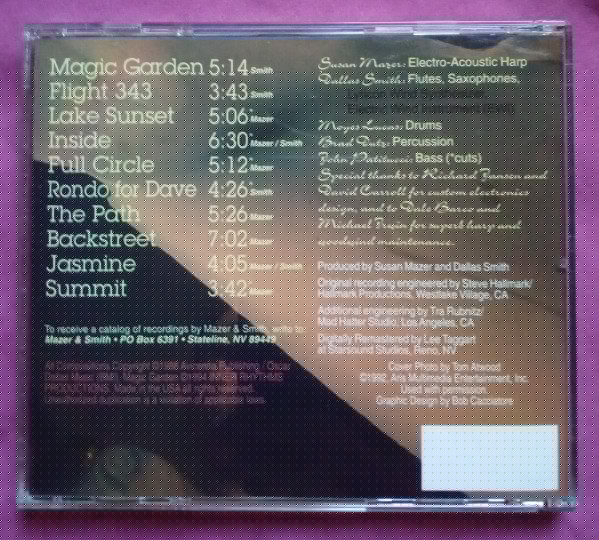 Magic Garden 5:14 Smith
Flight 343 3:43 Smith
Lake Sunset 5:06* Mazer
Inside 6:30* Mazer / Smith
Full Circle 5:12* Mazer
Rondo for Dave 4:26* Smith
The Path 5:26 Mazer
Backstreet 7:02 Mazer
Jasmine 4:05 Mazer / Smith
Summit 3:42* Mazer
To receive a catalog of recordings by Mazer & Smith, write to:
Mazer & Smith • PO Box 6391 • Stateline, NV 89449
All Compositions Copyright ©1988 Avicenna Publishing / Oscar
Dallas Music (BMI). Magic Garden ©1994 INNER RHYTHMS
PRODUCTIONS. Made in the USA all rights reserved.
Unauthorized duplication is a violation of applicable laws.
Susan Mazer: Electro-Acoustic Harp
Dallas Smith: Flutes, Saxophones,
Lyricon Wind Synthesizer,
Electric Wind Instrument (EWI)
Moyes Lucas: Drums
Brad Dutz: Percussion
John Patitucci: Bass (*cuts)
Special thanks to Richard Jansen and
David Carroll for custom electronics
design, and to Dale Barco and
Michael Irwin for superb harp and
woodwind maintenance.
Produced by Susan Mazer and Dallas Smith
Original recording engineered by Steve Hallmark/
Hallmark Productions, Westlake Village, CA
Additional engineering by Tra Rubnitz/
Mad Hatter Studio, Los Angeles, CA
Digitally Remastered by Lee Taggart
at Starsound Studios, Reno, NV
Cover Photo by Tom Atwood
©1992, Aris Multimedia Entertainment, Inc.
Used with permission.
Graphic Design by Bob Cacciatore